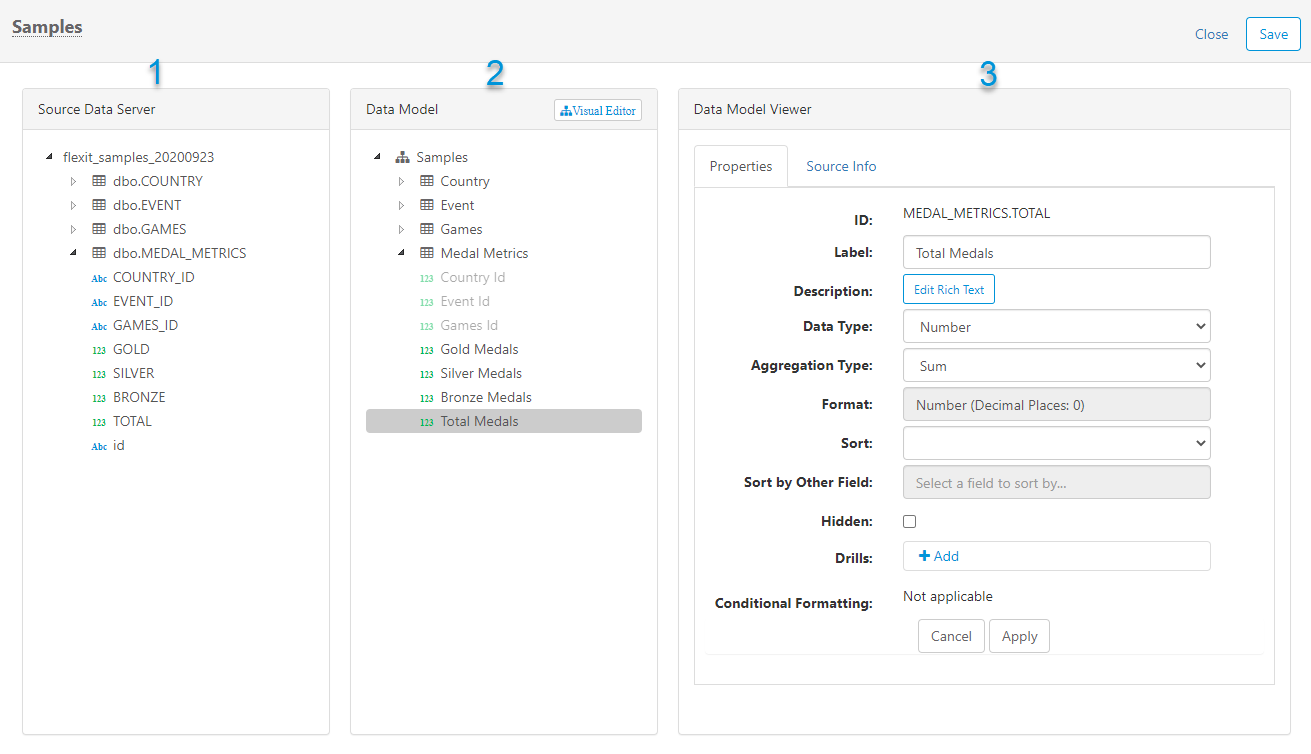 Samples
Close
Save
1
2
3
Source Data Server
flexit_samples_20200923
dbo.COUNTRY
dbo.EVENT
dbo.GAMES
dbo.MEDAL_METRICS
Abc COUNTRY_ID
Abc EVENT_ID
Abc GAMES_ID
123 GOLD
123 SILVER
123 BRONZE
123 TOTAL
Abc id
Data Model
Visual Editor
Samples
Country
Event
Games
Medal Metrics
123 Country Id
123 Event Id
123 Games Id
123 Gold Medals
123 Silver Medals
123 Bronze Medals
123 Total Medals
Data Model Viewer
Properties
Source Info
ID: MEDAL_METRICS.TOTAL
Label: Total Medals
Description: Edit Rich Text
Data Type: Number
Aggregation Type: Sum
Format: Number (Decimal Places: 0)
Sort:
Sort by Other Field: Select a field to sort by...
Hidden:
Drills: + Add
Conditional Formatting: Not applicable
Cancel
Apply